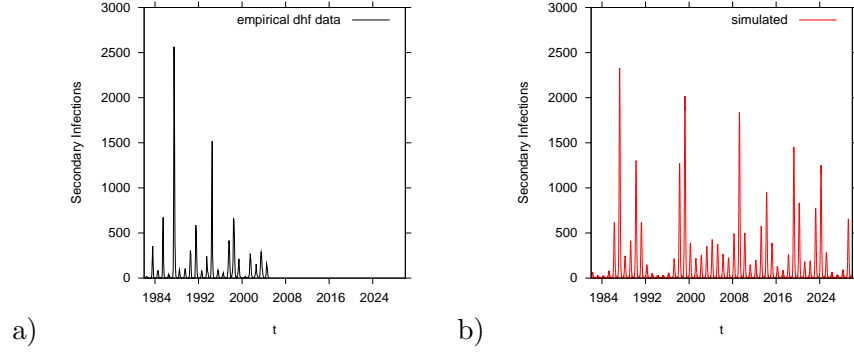 3000
2500
2000
1500
1000
500
0
Secondary Infections
empirical dhf data
1984 1992 2000 2008 2016 2024
t
a)
3000
2500
2000
1500
1000
500
0
Secondary Infections
simulated
1984 1992 2000 2008 2016 2024
t
b)